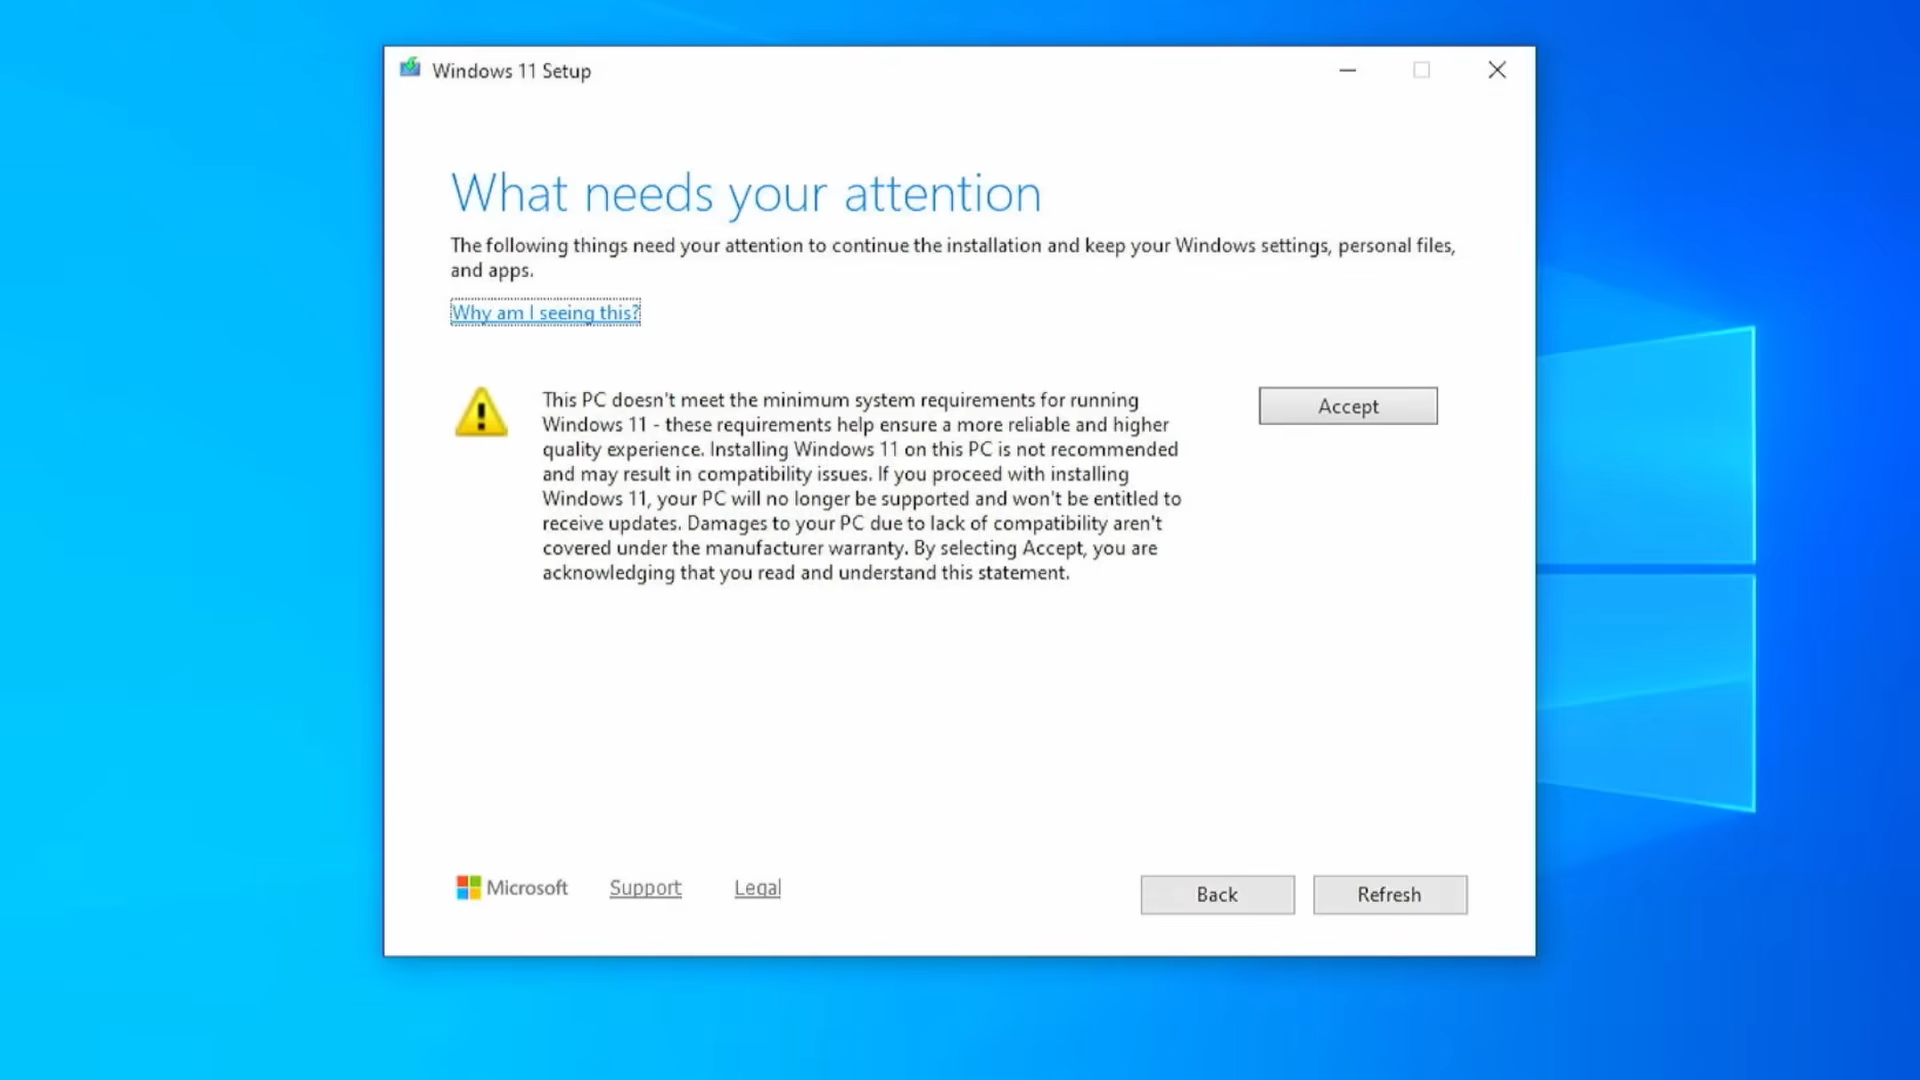 Windows 11 Setup
What needs your attention
The following things need your attention to continue the installation and keep your Windows settings, personal files,
and apps.
Why am I seeing this?
This PC doesn't meet the minimum system requirements for running
Windows 11 - these requirements help ensure a more reliable and higher
quality experience. Installing Windows 11 on this PC is not recommended
and may result in compatibility issues. If you proceed with installing
Windows 11, your PC will no longer be supported and won't be entitled to
receive updates. Damages to your PC due to lack of compatibility aren't
covered under the manufacturer warranty. By selecting Accept, you are
acknowledging that you read and understand this statement.
Accept
Microsoft
Support
Legal
Back
Refresh